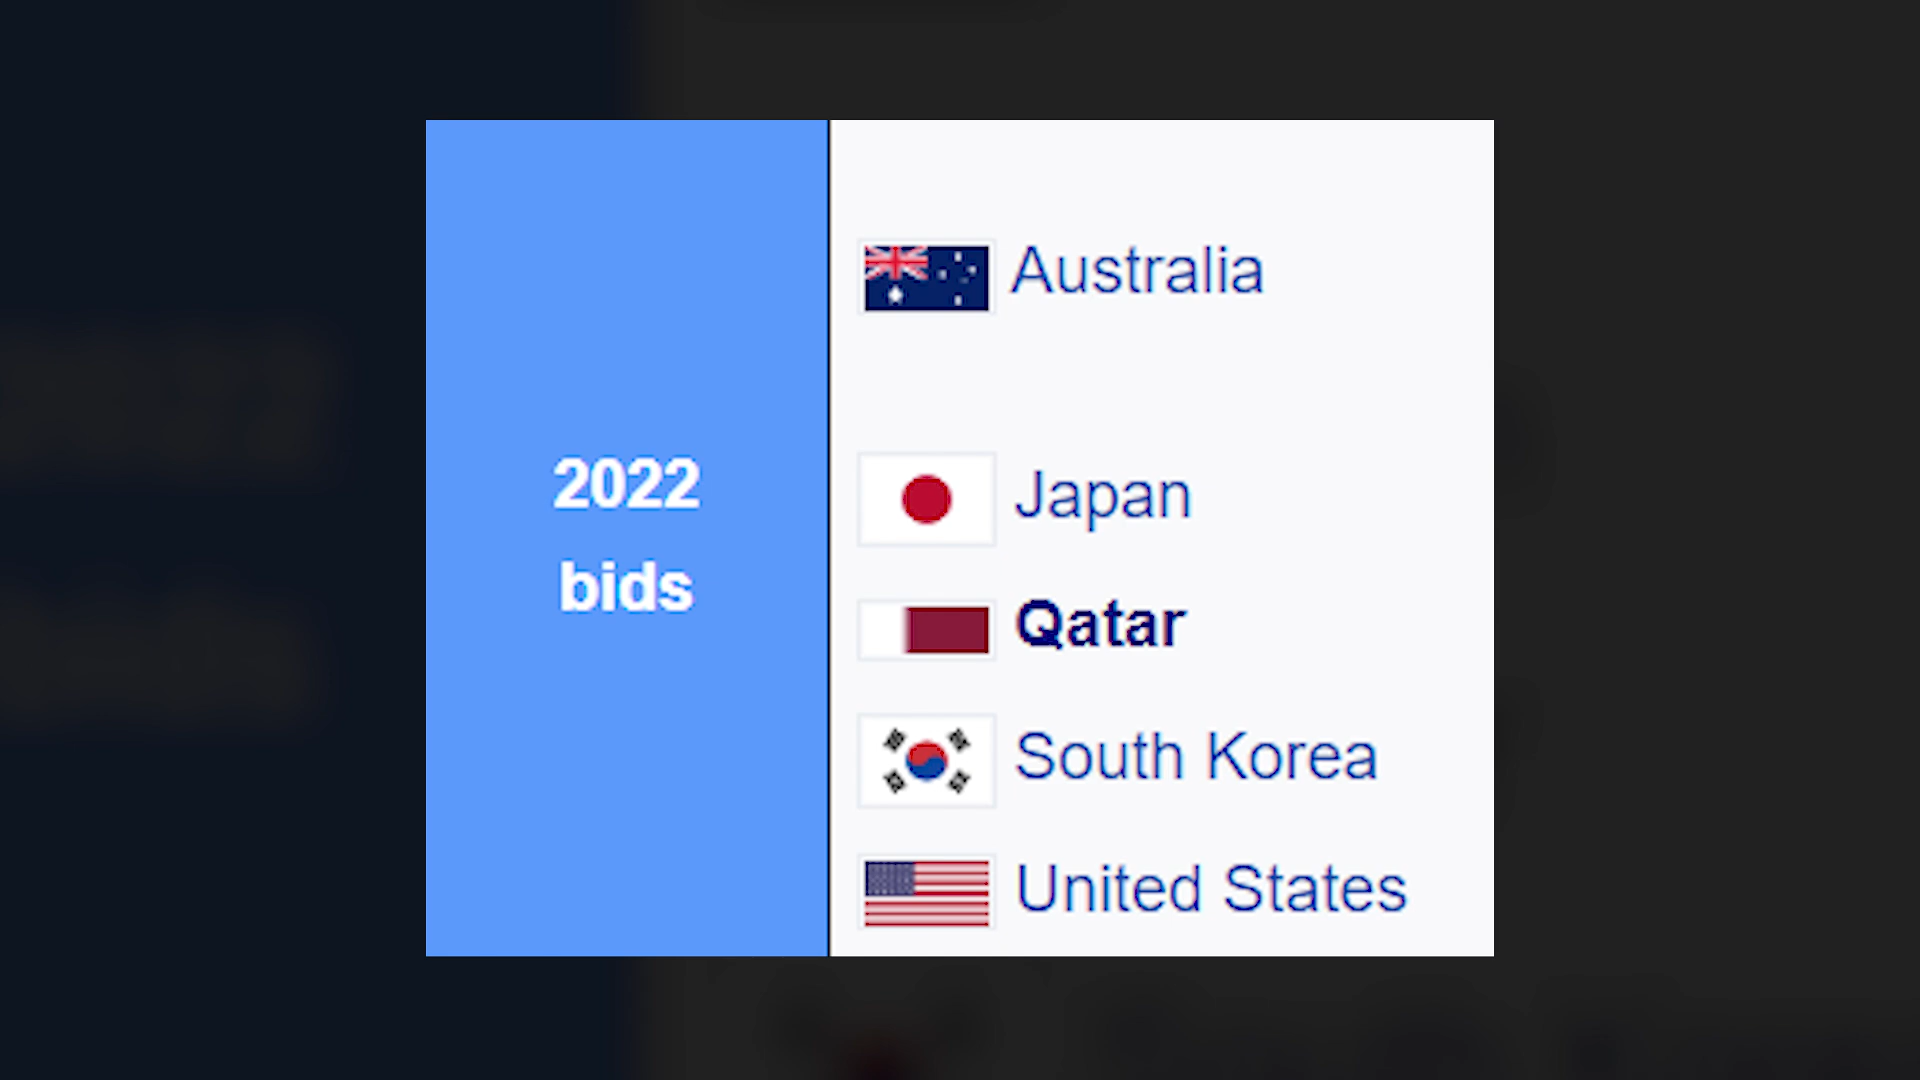 2022
bids
Australia
Japan
Qatar
South Korea
United States